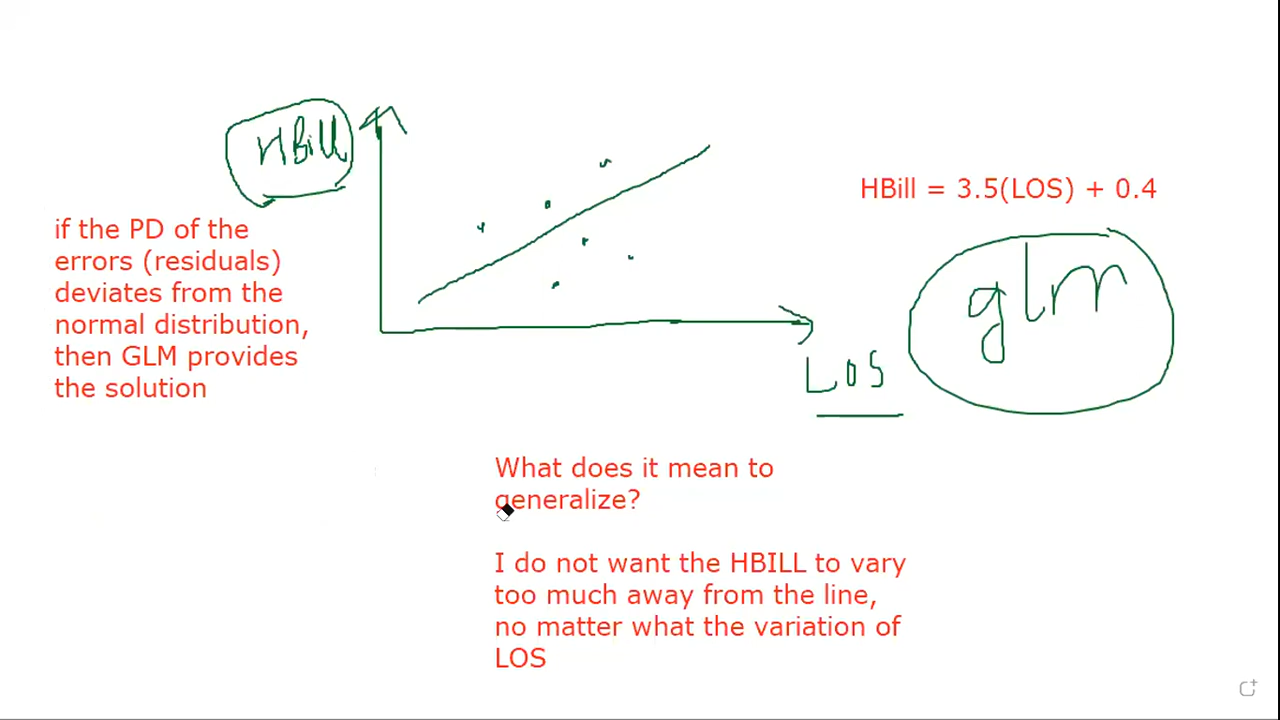 HBill
HBill = 3.5(LOS) + 0.4
if the PD of the
errors (residuals)
deviates from the
normal distribution,
then GLM provides
the solution
glm
LOS
What does it mean to
generalize?
I do not want the HBILL to vary
too much away from the line,
no matter what the variation of
LOS